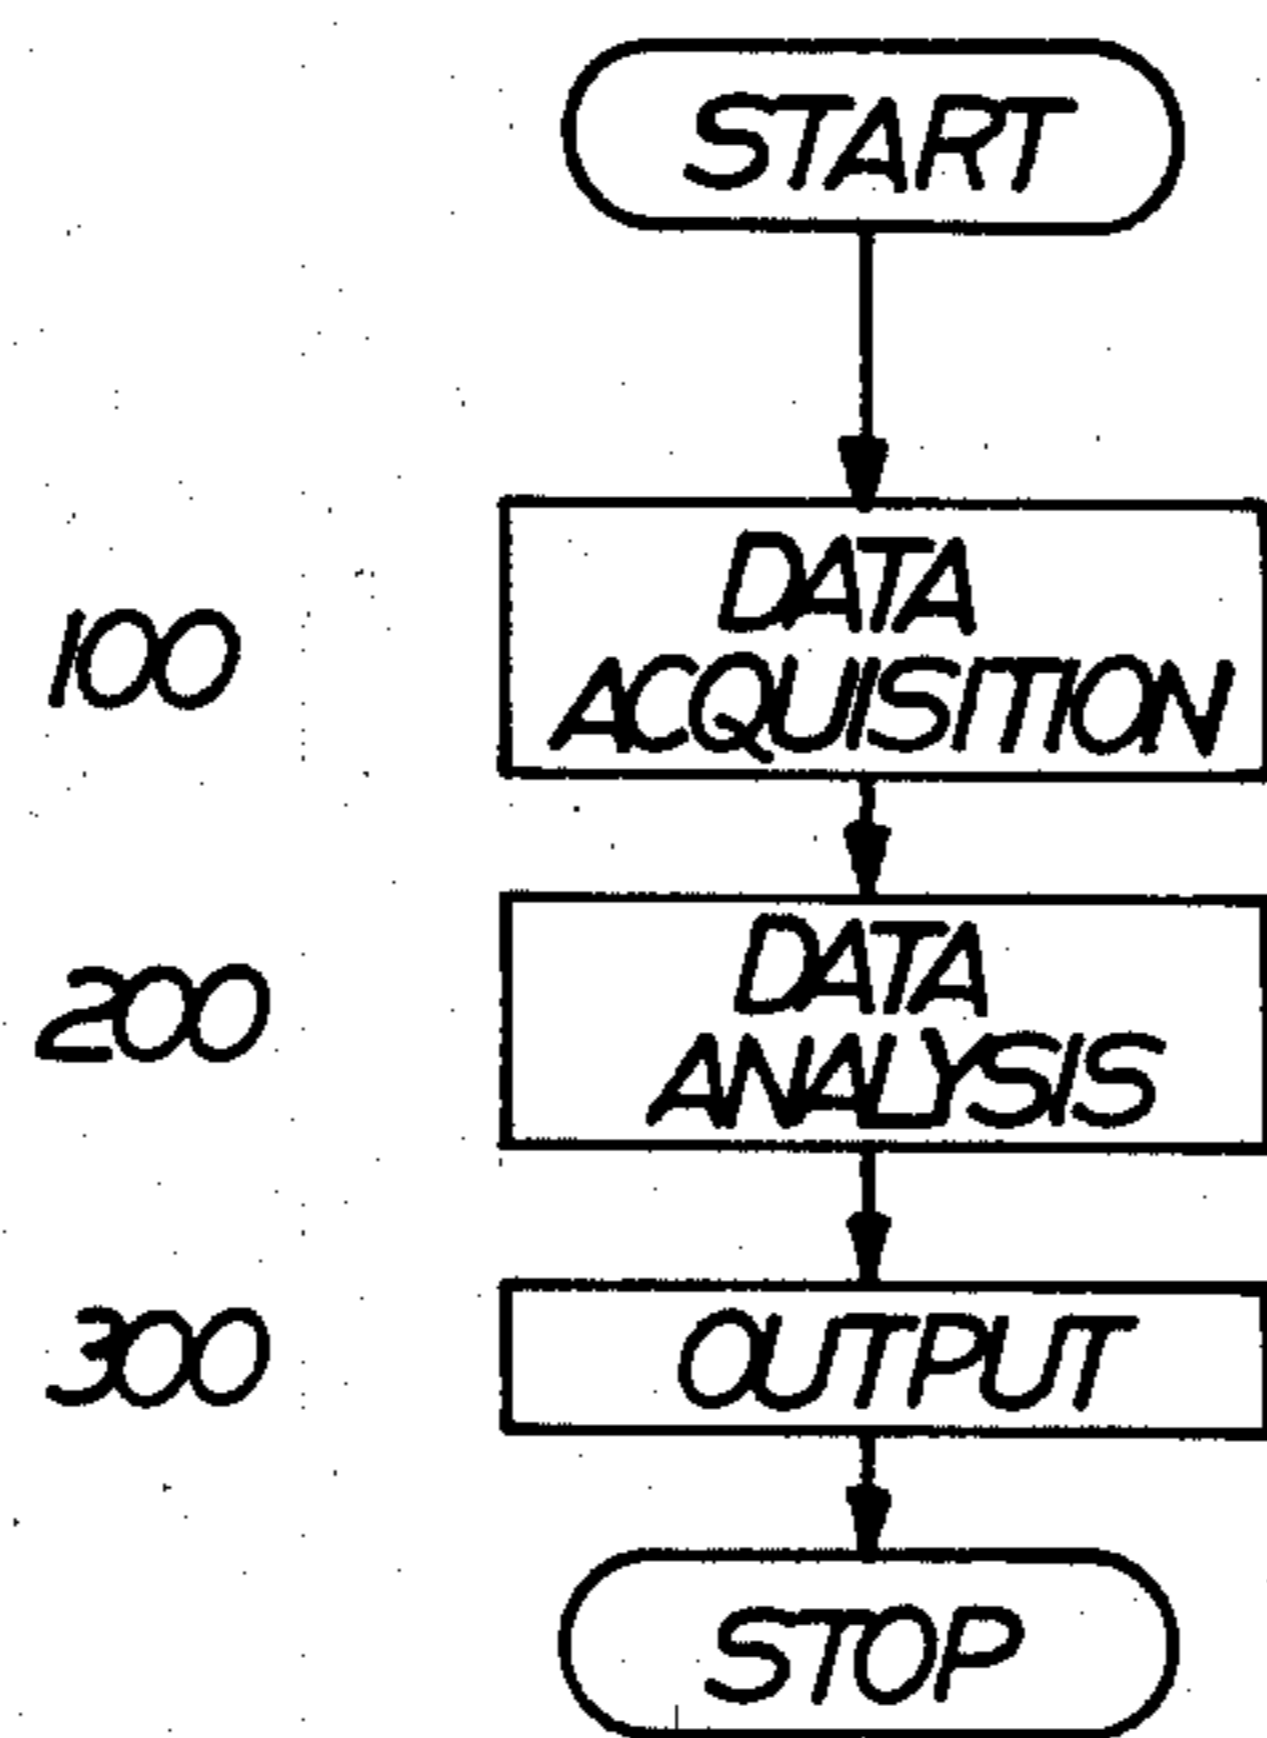 START
100
DATA
ACQUISITION
200
DATA
ANALYSIS
300
OUTPUT
STOP